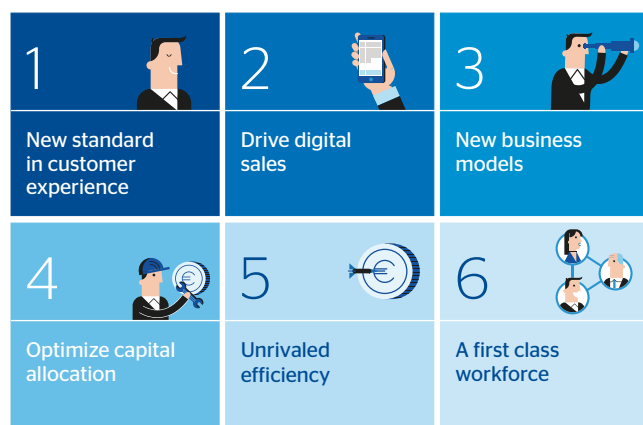 1
New standard
in customer
experience
2
Drive digital
sales
3
New business
models
4
€
Optimize capital
allocation
5
€
Unrivaled
efficiency
6
A first class
workforce